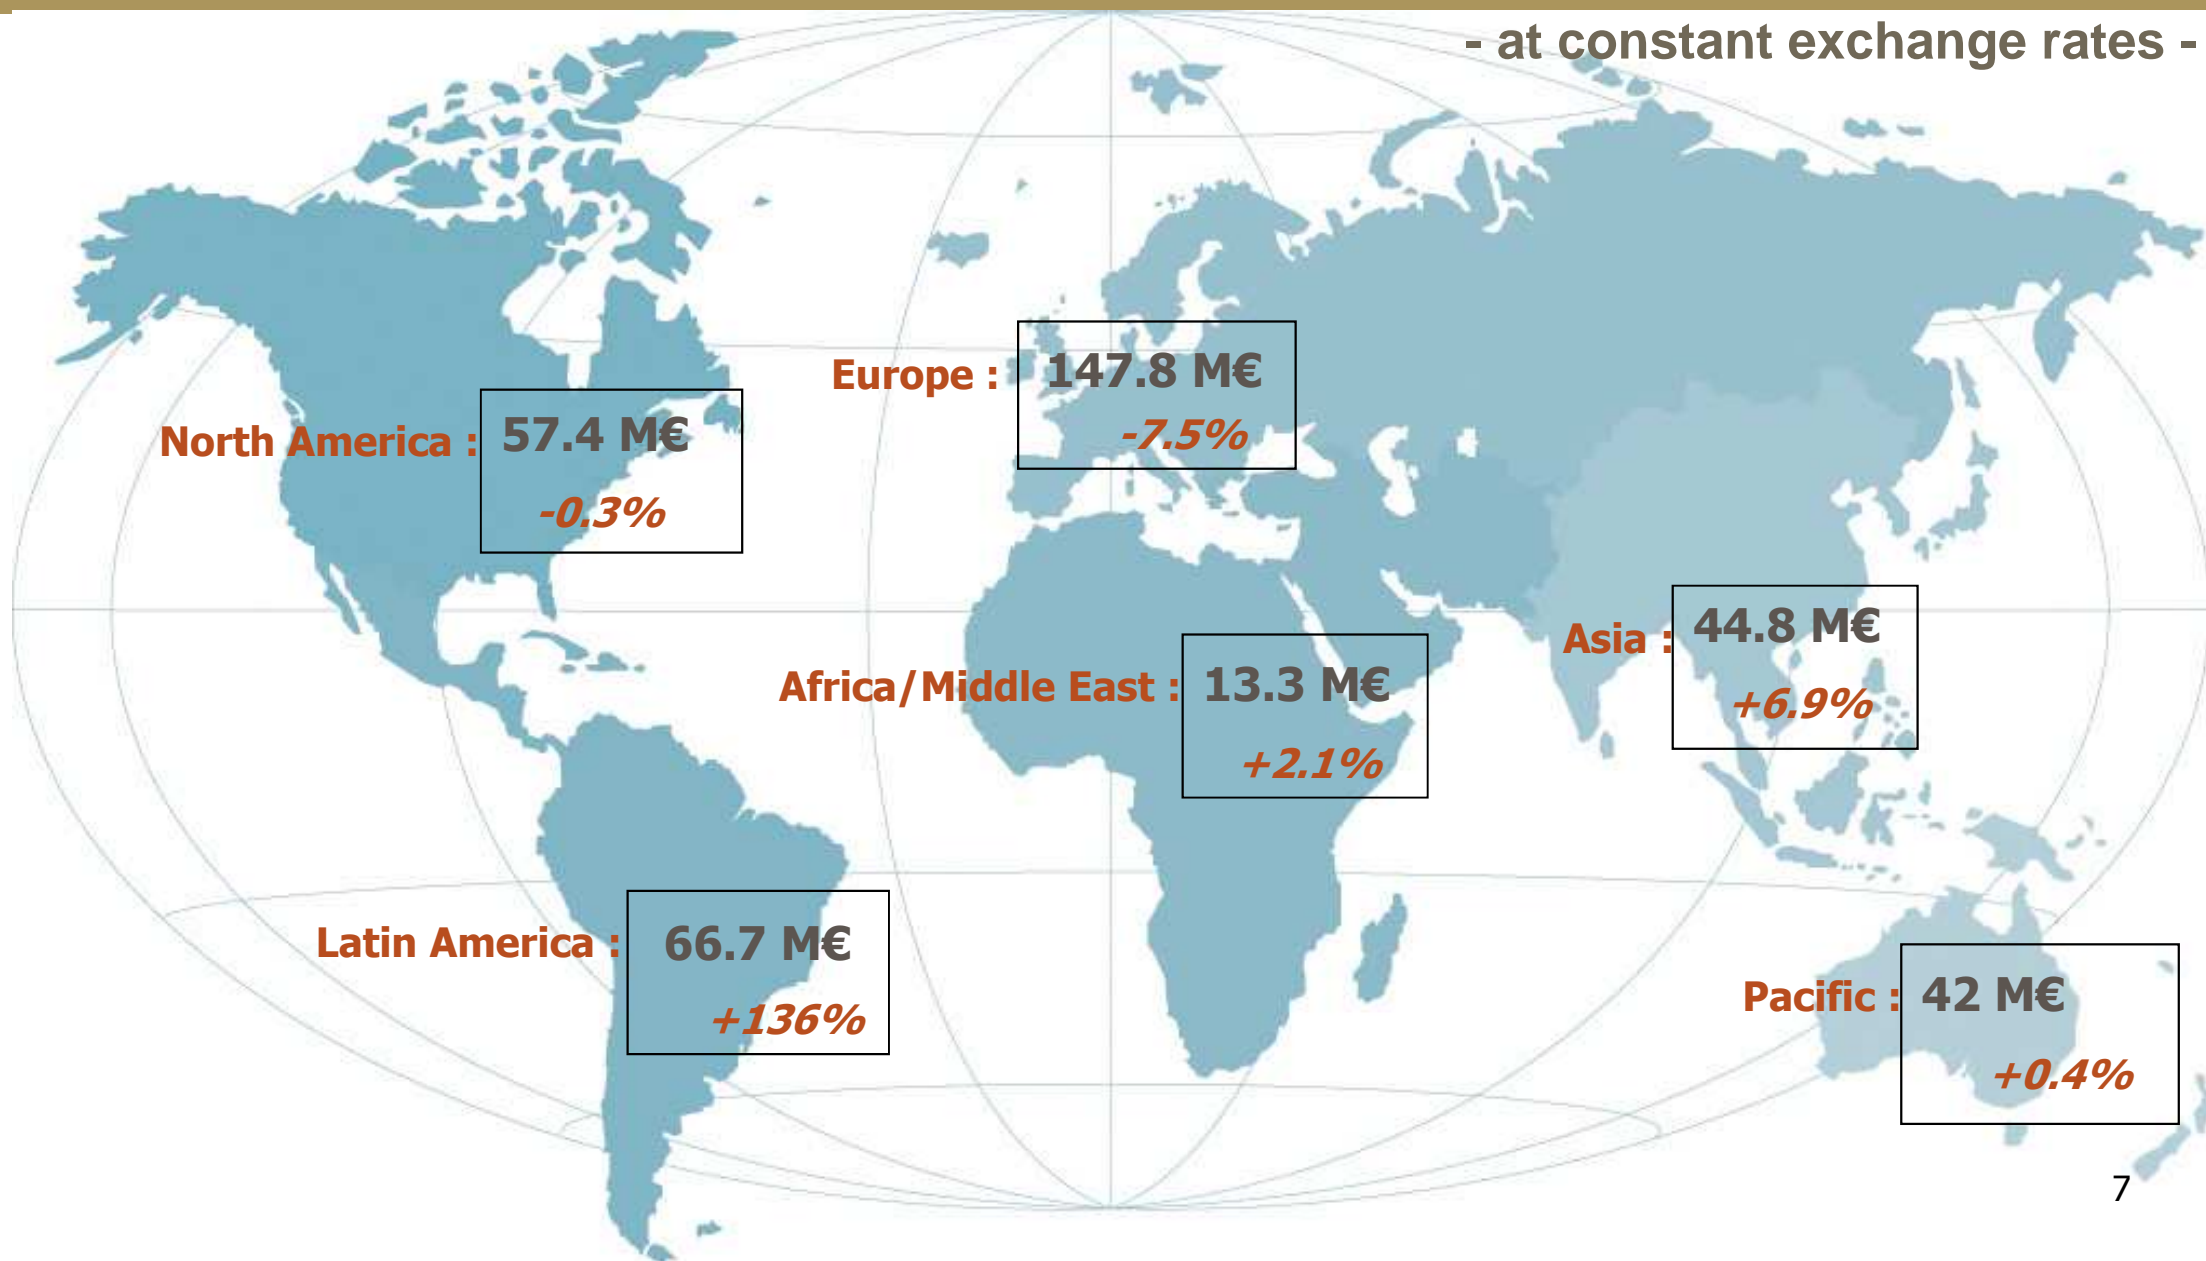 - at constant exchange rates -
Europe : 147.8 M€
-7.5%
North America : 57.4 M€
-0.3%
Asia : 44.8 M€
+6.9%
Africa/Middle East : 13.3 M€
+2.1%
Latin America : 66.7 M€
+136%
Pacific : 42 M€
+0.4%
7